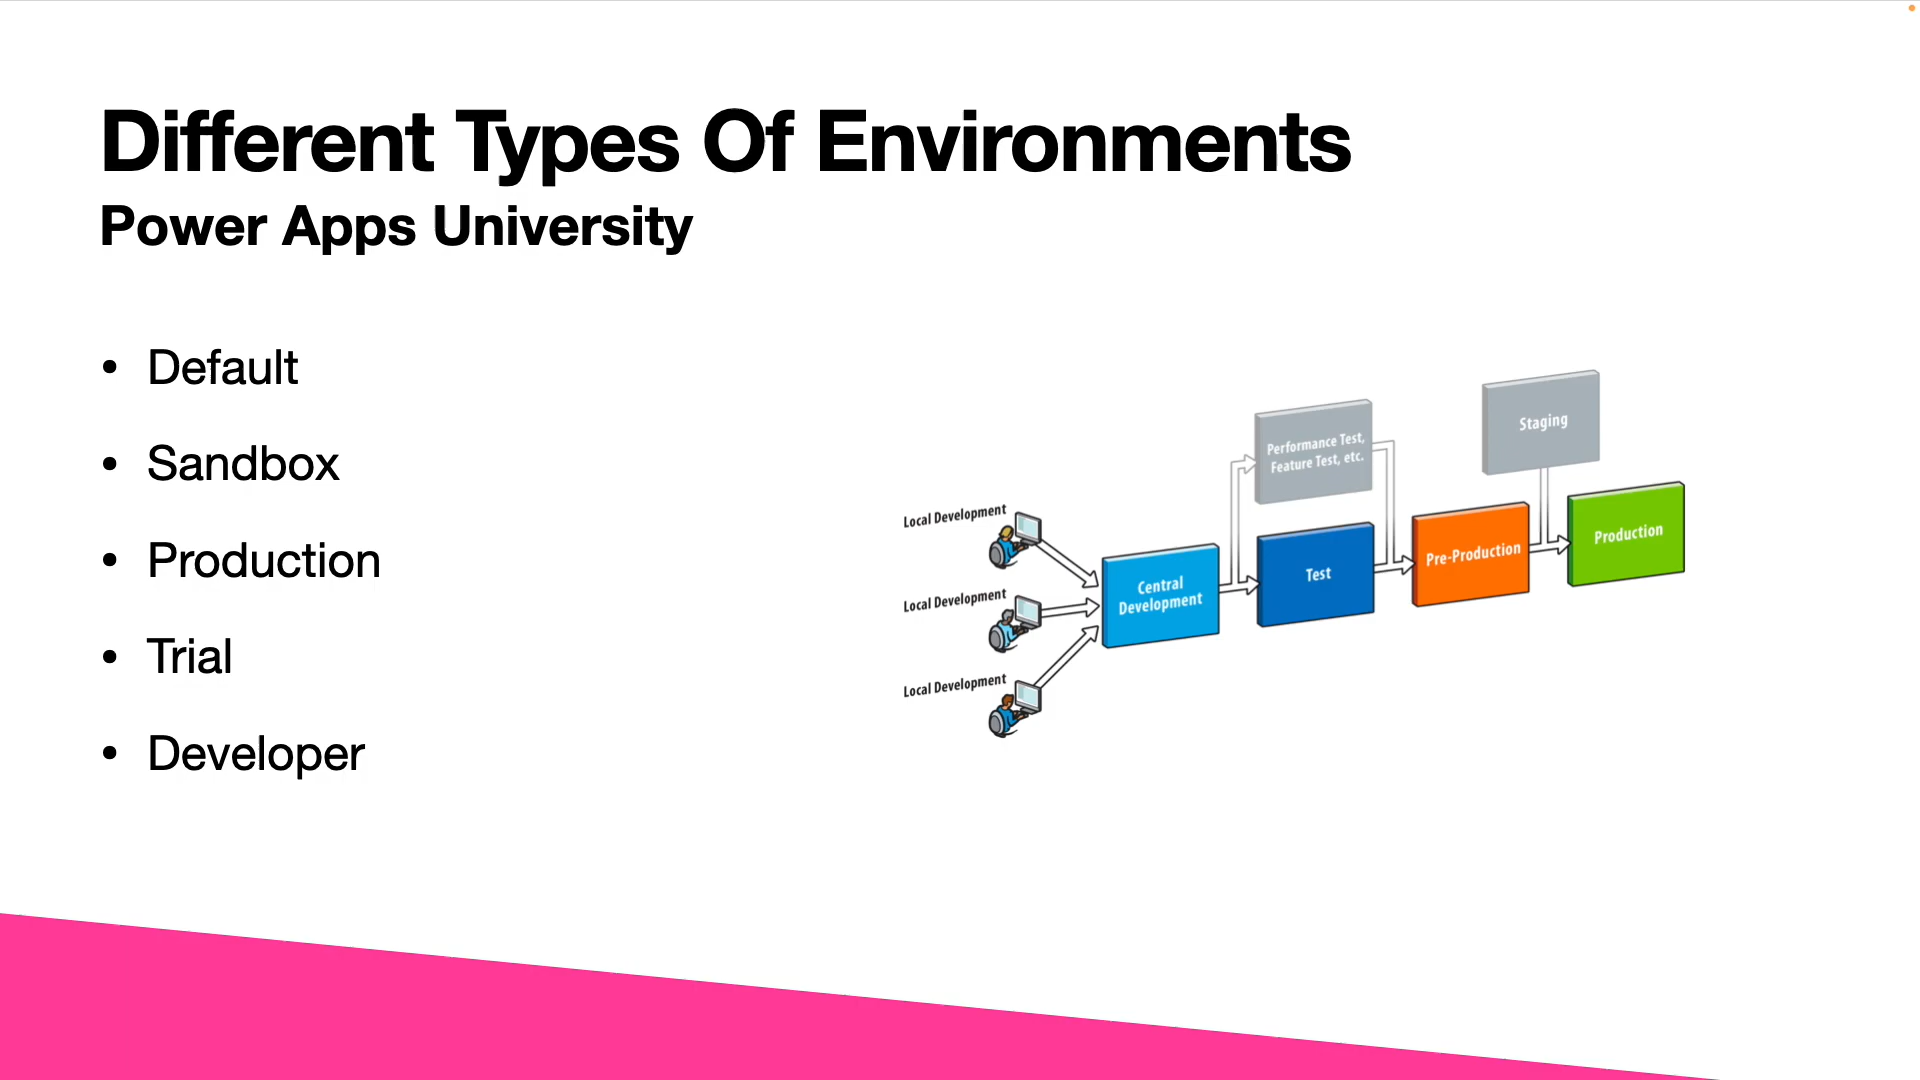 Different Types Of Environments
Power Apps University
• Default
• Sandbox
• Production
• Trial
• Developer
Local Development
Local Development
Local Development
Central
Development
Performance Test,
Feature Test, etc.
Test
Pre-Production
Staging
Production